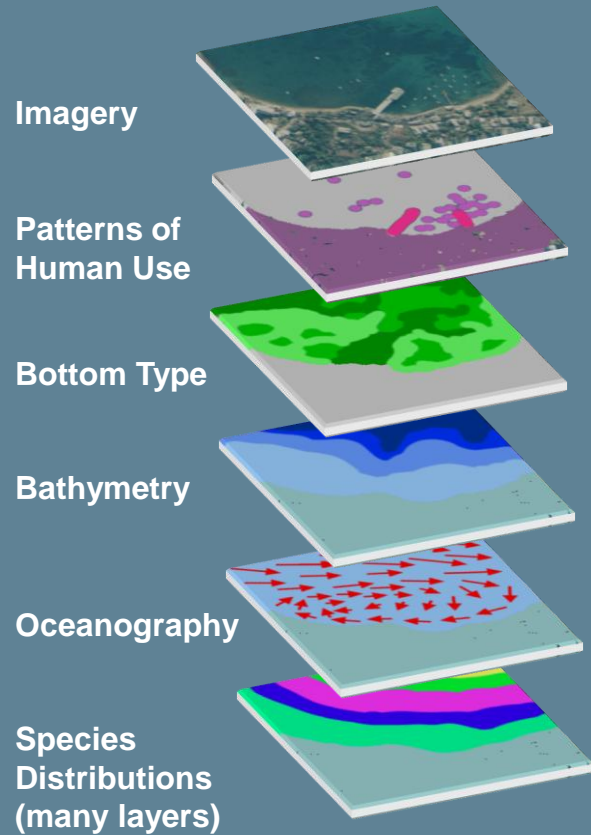 Imagery
Patterns of
Human Use
Bottom Type
Bathymetry
Oceanography
Species
Distributions
(many layers)